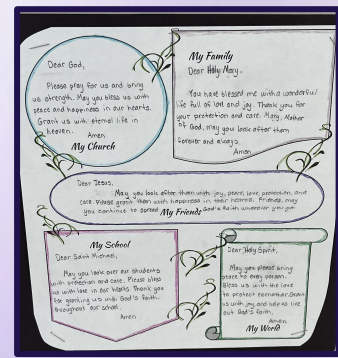 Dear God,
Please pray for us and bring
us strength. May you bless us with
peace and happiness in our hearts.
Grant us with eternal life in
heaven.
Amen
My Church
My Family
Dear Holy Mary,
You have blessed me with a wonderful
life full of love and joy. Thank you for
your protection and care. Mary, Mother
of God, may you look after them
forever and always.
Amen
Dear Jesus,
May you look after them with joy, peace, love, protection, and
care. Please grant them with happiness in their hearts. Friends, may
you continue to spread God's faith wherever you go.
My Friends
My School
Dear Saint Michael,
May you look over our students
with protection and care. Please bless
us with love in our hearts. Thank you
for granting us with God's faith
throughout our school.
Amen
Dear Holy Spirit,
May you please bring
peace to every person.
Bless us with the love
to protect eachother. Grant
us with joy and help us live
out God's faith.
Amen
My World